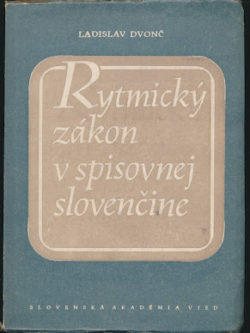 LADISLAV DVONČ
Rytmický
zákon
v spisovnej
slovenčine
SLOVENSKÁ AKADÉMIA VIED